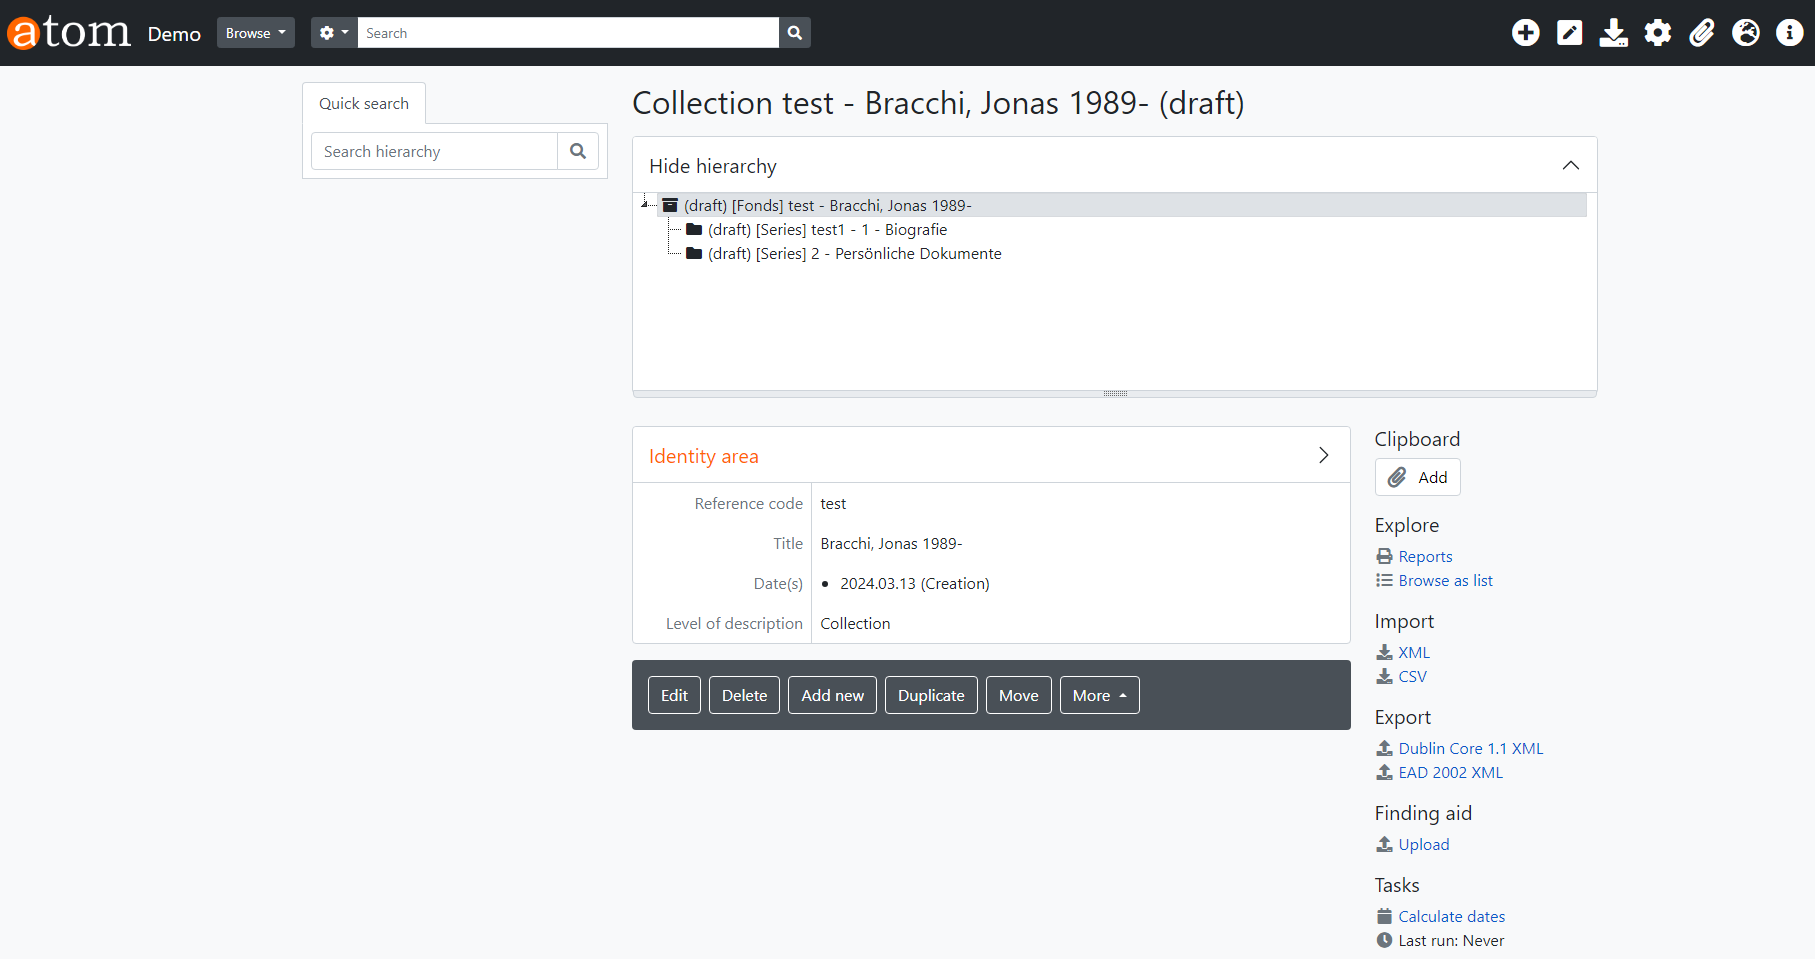 atom Demo Browse Search
Quick search
Search hierarchy
Collection test - Bracchi, Jonas 1989- (draft)
Hide hierarchy
(draft) [Fonds] test - Bracchi, Jonas 1989-
(draft) [Series] test1 - 1 - Biografie
(draft) [Series] 2 - Persönliche Dokumente
Identity area
Reference code test
Title Bracchi, Jonas 1989-
Date(s) • 2024.03.13 (Creation)
Level of description Collection
Edit Delete Add new Duplicate Move More
Clipboard
Add
Explore
Reports
Browse as list
Import
XML
CSV
Export
Dublin Core 1.1 XML
EAD 2002 XML
Finding aid
Upload
Tasks
Calculate dates
Last run: Never